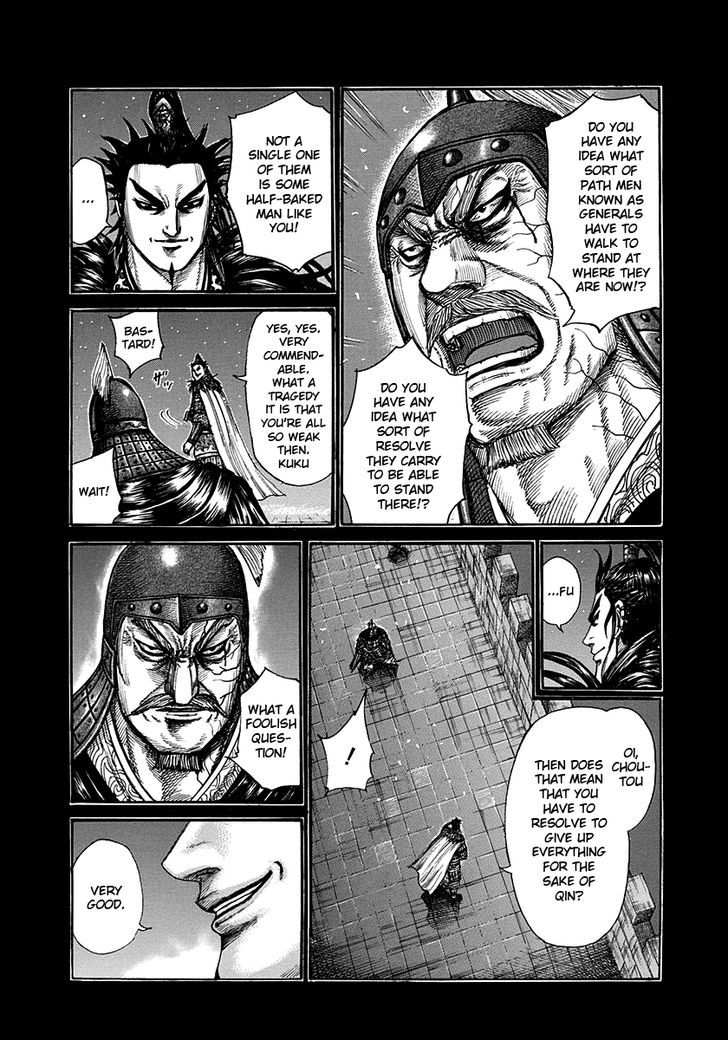 DO YOU
HAVE ANY
IDEA WHAT
SORT OF
PATH MEN
KNOWN AS
GENERALS
HAVE TO
WALK TO
STAND AT
WHERE THEY
ARE NOW!?
DO YOU
HAVE ANY
IDEA WHAT
SORT OF
RESOLVE
THEY CARRY
TO BE ABLE
TO STAND
THERE!?
NOT A
SINGLE ONE
OF THEM
IS SOME
HALF-BAKED
MAN LIKE
YOU!
...
YES, YES.
VERY
COMMEND-
ABLE.
WHAT A
TRAGEDY
IT IS THAT
YOU'RE ALL
SO WEAK
THEN.
KUKU
ザッ
BAS-
TARD!
WAIT!
...FU
OI,
CHOU-
TOU
THEN DOES
THAT MEAN
THAT YOU
HAVE TO
RESOLVE TO
GIVE UP
EVERYTHING
FOR THE
SAKE OF
QIN?
!
WHAT A
FOOLISH
QUES-
TION!
VERY
GOOD.